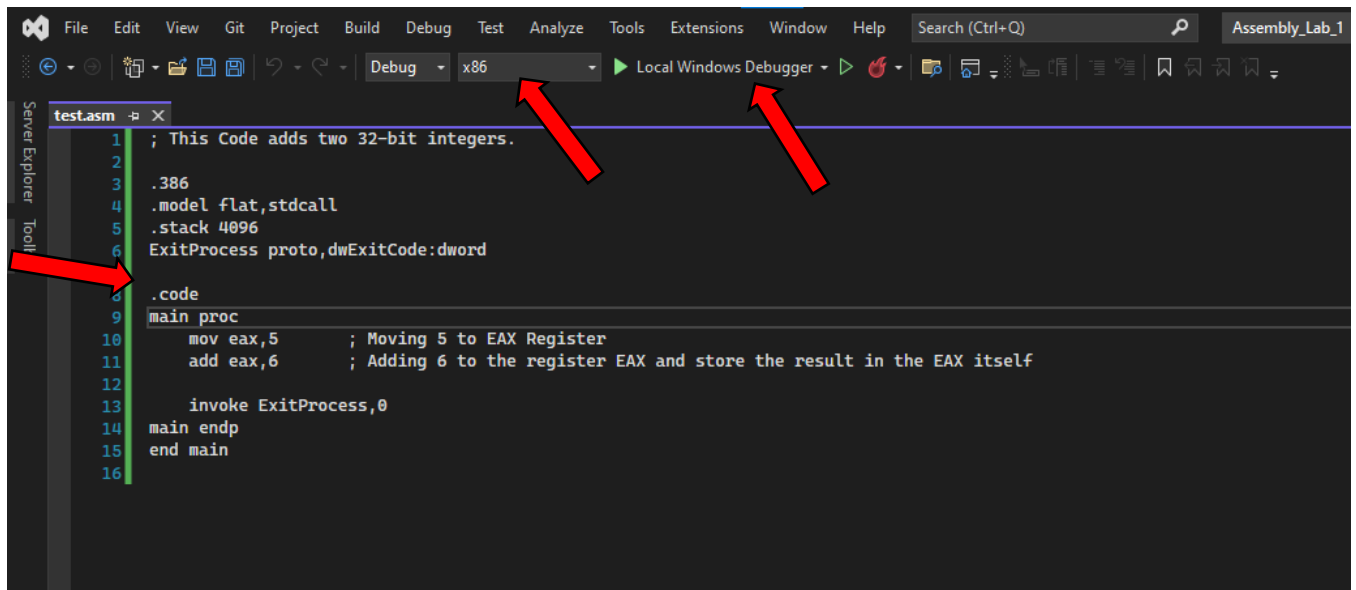 File Edit View Git Project Build Debug Test Analyze Tools Extensions Window Help Search (Ctrl+Q) Assembly_Lab_1
Debug x86 Local Windows Debugger
Server Explorer
test.asm
1 ; This Code adds two 32-bit integers.
2
3 .386
4 .model flat,stdcall
5 .stack 4096
6 ExitProcess proto,dwExitCode:dword
8 .code
9 main proc
10 mov eax,5 ; Moving 5 to EAX Register
11 add eax,6 ; Adding 6 to the register EAX and store the result in the EAX itself
12
13 invoke ExitProcess,0
14 main endp
15 end main
16